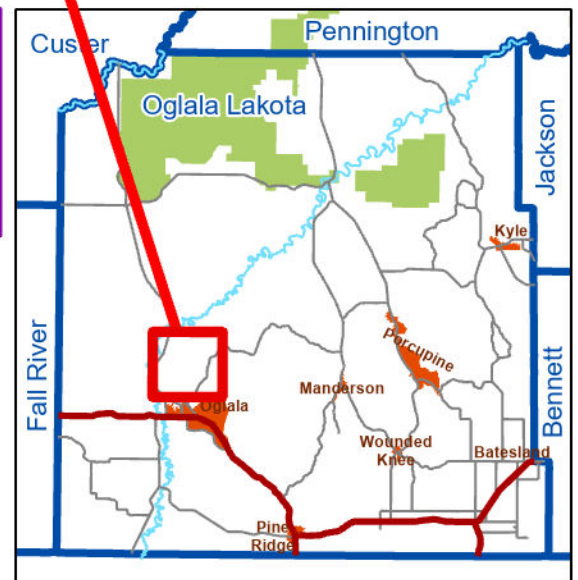 Custer
Pennington
Oglala Lakota
Jackson
Kyle
Fall River
Porcupine
Manderson
Oglala
Bennett
Wounded
Knee
Batesland
Pine
Ridge